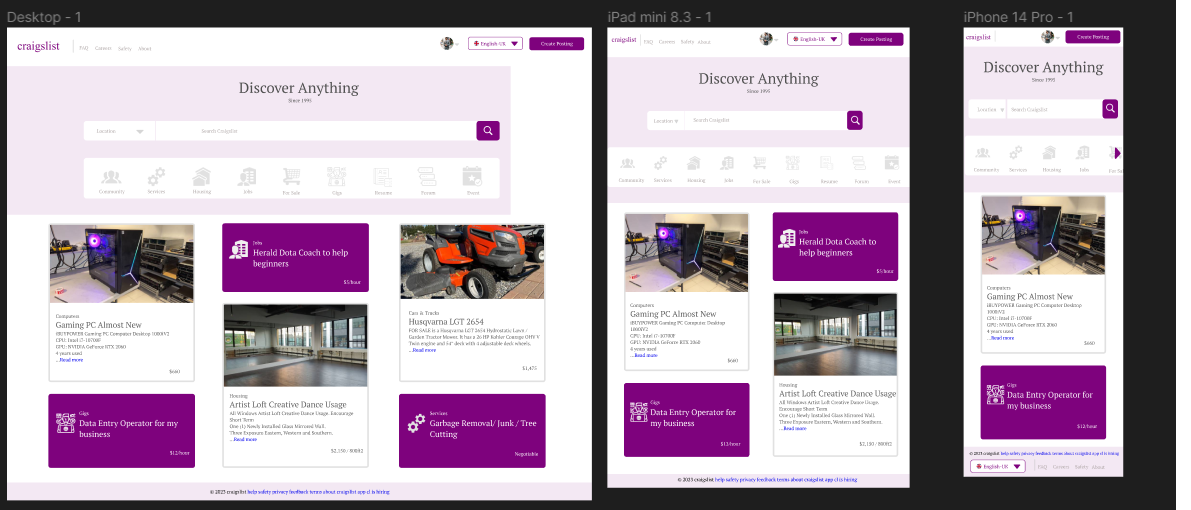 Desktop - 1
craigslist
FAQ Careers Safety About
English-UK
Create Posting
Discover Anything
Since 1995
Location
Search Craigslist
Community
Services
Housing
Jobs
For Sale
Gigs
Resume
Forum
Event
Computers
Gaming PC Almost New
iBUYPOWER Gaming PC Computer Desktop 1000iV2
CPU: Intel i7-10700F
GPU: NVIDIA GeForce RTX 2060
4 years used
...Read more
$660
Gigs
Data Entry Operator for my
business
$12/hour
Jobs
Herald Dota Coach to help
beginners
$5/hour
Housing
Artist Loft Creative Dance Usage
All Windows Artist Loft Creative Dance Usage. Encourage
Short Term
One (1) Newly Installed Glass Mirrored Wall.
Three Exposure Eastern, Western and Southern.
...Read more
$2,150 / 800ft2
Cars & Trucks
Husqvarna LGT 2654
FOR SALE is a Husqvarna LGT 2654 Hydrostatic Lawn /
Garden Tractor Mower. It has a 26 HP Kohler Courage OHV V
Twin engine and 54" deck with 4 adjustable deck wheels.
...Read more
$1,475
Services
Garbage Removal/ Junk / Tree
Cutting
Negotiable
© 2023 craigslist help safety privacy feedback terms about craigslist app cl is hiring
iPad mini 8.3 - 1
craigslist
FAQ Careers Safety About
English-UK
Create Posting
Discover Anything
Since 1995
Location
Search Craigslist
Community
Services
Housing
Jobs
For Sale
Gigs
Resume
Forum
Event
Computers
Gaming PC Almost New
iBUYPOWER Gaming PC Computer Desktop
1000iV2
CPU: Intel i7-10700F
GPU: NVIDIA GeForce RTX 2060
4 years used
...Read more
$660
Gigs
Data Entry Operator for
my business
$12/hour
Jobs
Herald Dota Coach to
help beginners
$5/hour
Housing
Artist Loft Creative Dance Usage
All Windows Artist Loft Creative Dance Usage.
Encourage Short Term
One (1) Newly Installed Glass Mirrored Wall.
Three Exposure Eastern, Western and Southern.
...Read more
$2,150 / 800ft2
© 2023 craigslist help safety privacy feedback terms about craigslist app cl is hiring
iPhone 14 Pro - 1
craigslist
Create Posting
Discover Anything
Since 1995
Location
Search Craigslist
Community
Services
Housing
Jobs
For Sa
Computers
Gaming PC Almost New
iBUYPOWER Gaming PC Computer Desktop
1000iV2
CPU: Intel i7-10700F
GPU: NVIDIA GeForce RTX 2060
4 years used
...Read more
$660
Gigs
Data Entry Operator for
my business
$12/hour
© 2023 craigslist help safety privacy feedback terms about craigslist app cl is hiring
English-UK
FAQ Careers Safety About